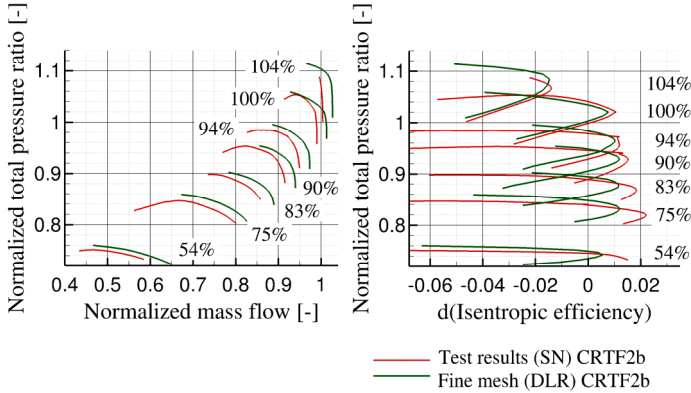 Normalized total pressure ratio [-]
1.1
1
0.9
0.8
104%
100%
94%
90%
83%
75%
54%
0.4 0.5 0.6 0.7 0.8 0.9 1
Normalized mass flow [-]
Normalized total pressure ratio [-]
1.1
1
0.9
0.8
104%
100%
94%
90%
83%
75%
54%
-0.06 -0.04 -0.02 0 0.02
d(Isentropic efficiency)
Test results (SN) CRTF2b
Fine mesh (DLR) CRTF2b